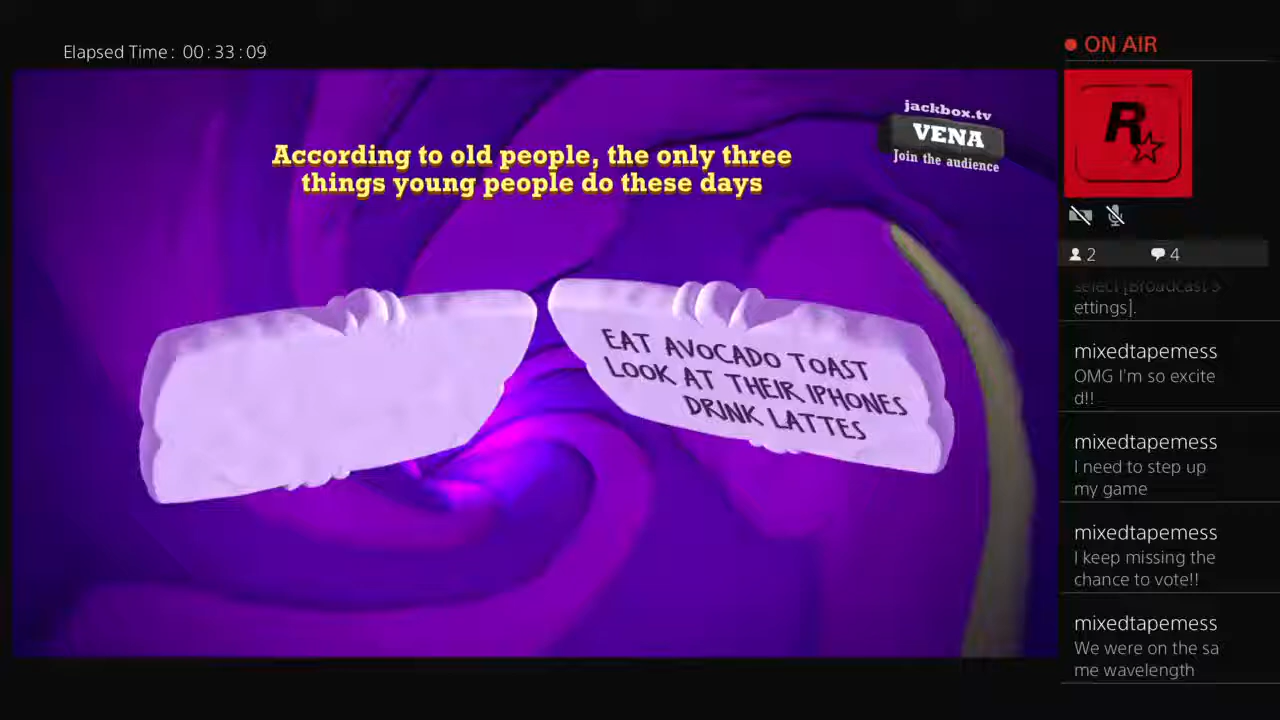 Elapsed Time: 00:33:09
ON AIR
jackbox.tv
VENA
Join the audience
According to old people, the only three
things young people do these days
EAT AVOCADO TOAST
LOOK AT THEIR IPHONES
DRINK LATTES
R
2
4
select [Broadcast S
ettings].
mixedtapemess
OMG I'm so excite
d!!
mixedtapemess
I need to step up
my game
mixedtapemess
I keep missing the
chance to vote!!
mixedtapemess
We were on the sa
me wavelength